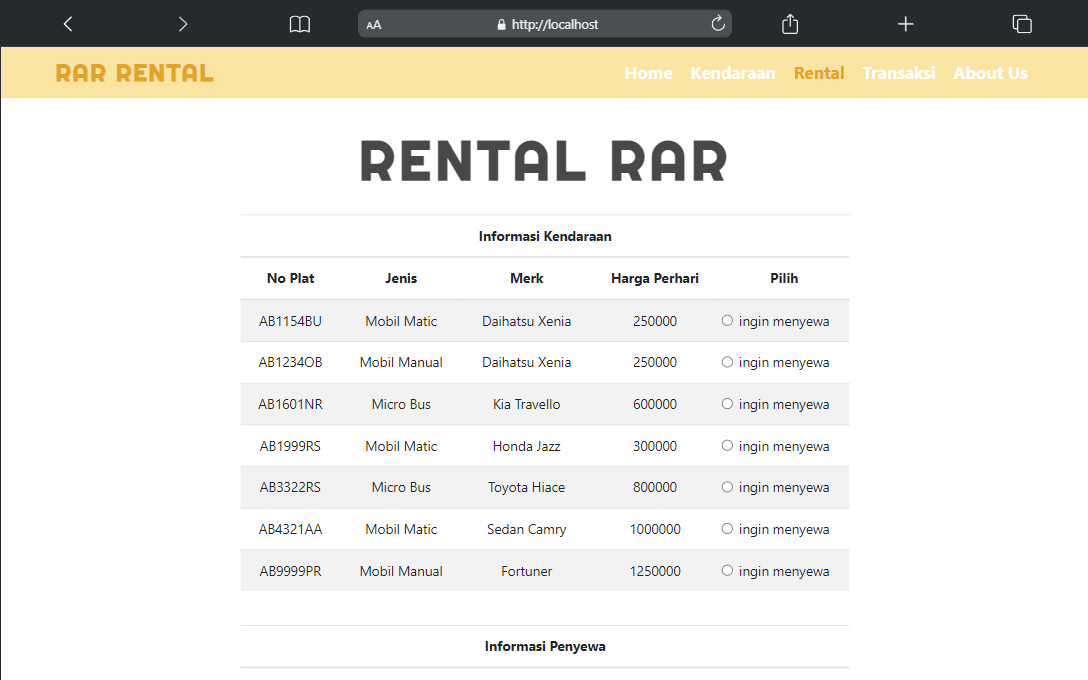 AA http://localhost
RAR RENTAL Home Kendaraan Rental Transaksi About Us
RENTAL RAR
Informasi Kendaraan
No Plat Jenis Merk Harga Perhari Pilih
AB1154BU Mobil Matic Daihatsu Xenia 250000 ingin menyewa
AB1234OB Mobil Manual Daihatsu Xenia 250000 ingin menyewa
AB1601NR Micro Bus Kia Travello 600000 ingin menyewa
AB1999RS Mobil Matic Honda Jazz 300000 ingin menyewa
AB3322RS Micro Bus Toyota Hiace 800000 ingin menyewa
AB4321AA Mobil Matic Sedan Camry 1000000 ingin menyewa
AB9999PR Mobil Manual Fortuner 1250000 ingin menyewa
Informasi Penyewa